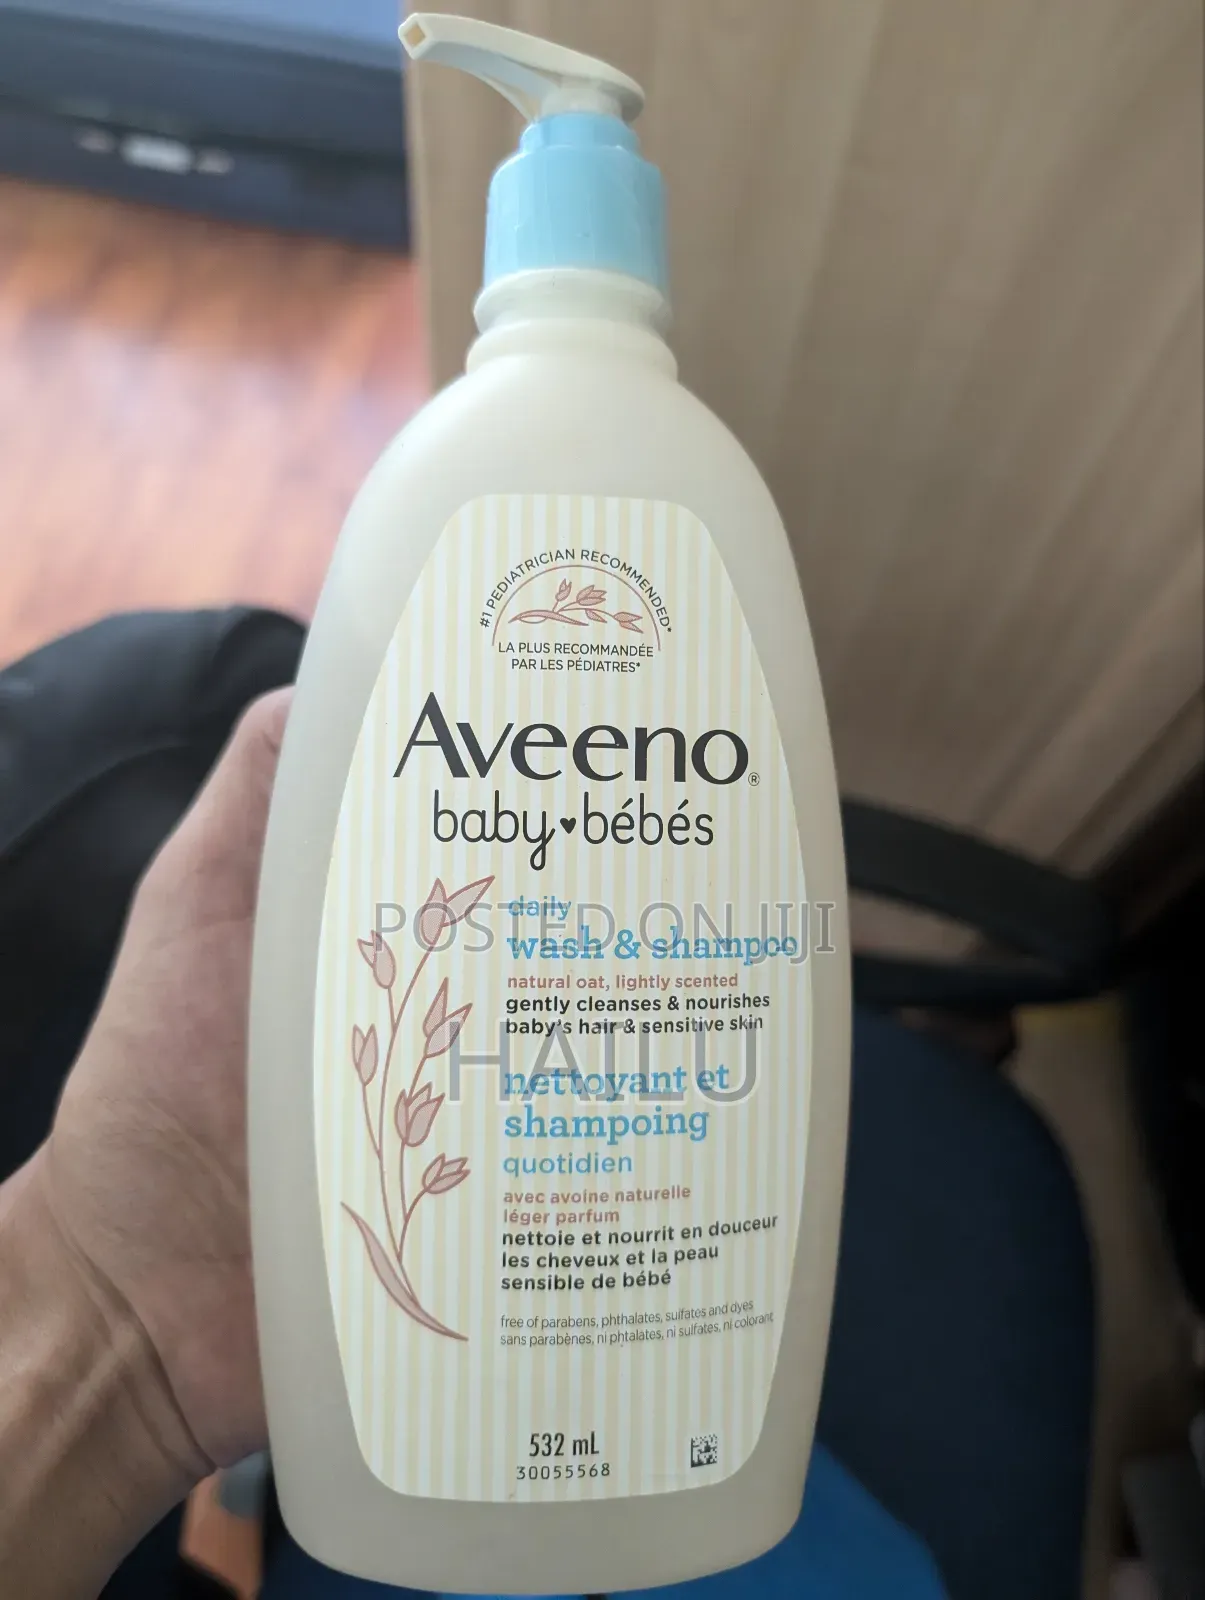 #1 PEDIATRICIAN RECOMMENDED*
LA PLUS RECOMMANDÉE
PAR LES PÉDIATRES*
Aveeno®
baby♥bébés
daily
POSTED ON JIJI
wash & shampoo
natural oat, lightly scented
gently cleanses & nourishes
baby's hair & sensitive skin
HAILU
nettoyant et
shampoing
quotidien
avec avoine naturelle
léger parfum
nettoie et nourrit en douceur
les cheveux et la peau
sensible de bébé
free of parabens, phthalates, sulfates and dyes
sans parabènes, ni phtalates, ni sulfates, ni colorant
532 mL
30055568